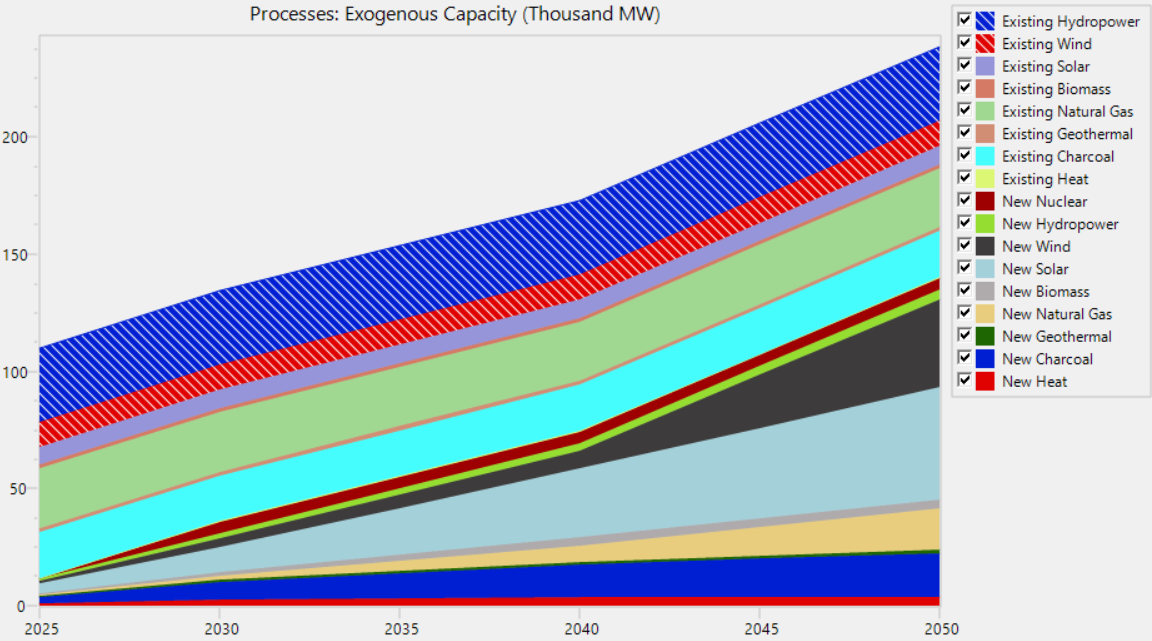 Processes: Exogenous Capacity (Thousand MW)
200
150
100
50
0
2025 2030 2035 2040 2045 2050
Existing Hydropower
Existing Wind
Existing Solar
Existing Biomass
Existing Natural Gas
Existing Geothermal
Existing Charcoal
Existing Heat
New Nuclear
New Hydropower
New Wind
New Solar
New Biomass
New Natural Gas
New Geothermal
New Charcoal
New Heat